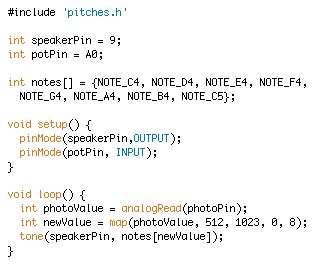 #include 'pitches.h'
int speakerPin = 9;
int potPin = A0;
int notes[] = {NOTE_C4, NOTE_D4, NOTE_E4, NOTE_F4,
NOTE_G4, NOTE_A4, NOTE_B4, NOTE_C5};
void setup() {
pinMode(speakerPin,OUTPUT);
pinMode(potPin, INPUT);
}
void loop() {
int photoValue = analogRead(photoPin);
int newValue = map(photoValue, 512, 1023, 0, 8);
tone(speakerPin, notes[newValue]);
}